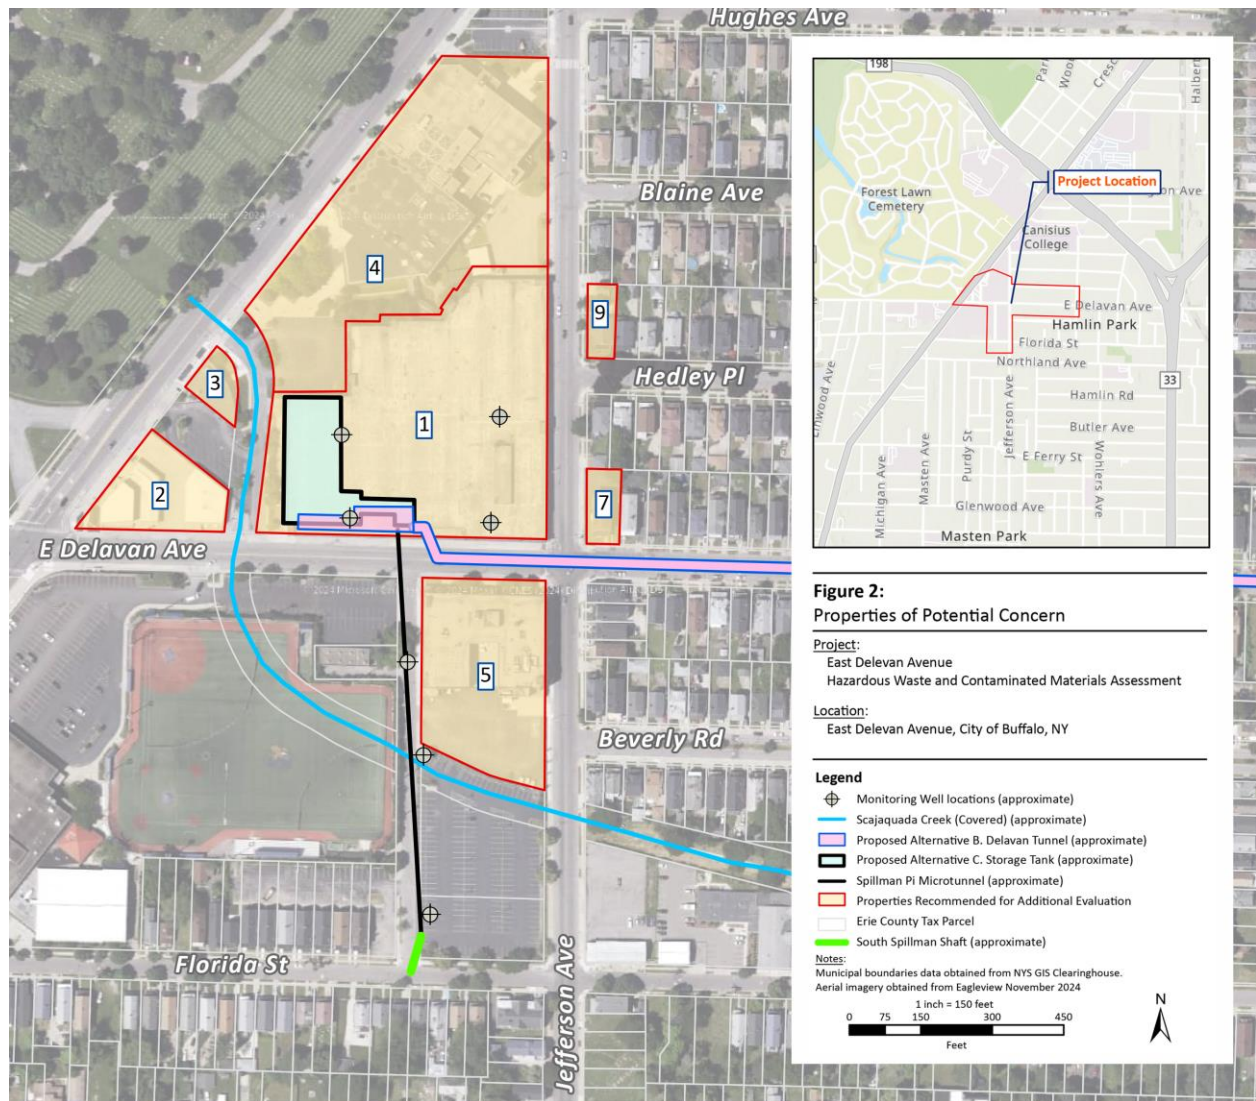 Hughes Ave
Blaine Ave
4
9
3
Hedley Pl
1
2
7
E Delavan Ave
5
Beverly Rd
Florida St
Jefferson Ave
198
Project Location
Forest Lawn
Cemetery
Canisius
College
E Delavan Ave
Hamlin Park
Florida St
Northland Ave
33
Hamlin Rd
Linwood Ave
Jefferson Ave
Butler Ave
Purdy St
E Ferry St
Masten Ave
Wohlers Ave
Michigan Ave
Glenwood Ave
Masten Park
Figure 2:
Properties of Potential Concern
Project:
East Delevan Avenue
Hazardous Waste and Contaminated Materials Assessment
Location:
East Delevan Avenue, City of Buffalo, NY
Legend
Monitoring Well locations (approximate)
Scajaquada Creek (Covered) (approximate)
Proposed Alternative B. Delavan Tunnel (approximate)
Proposed Alternative C. Storage Tank (approximate)
Spillman Pi Microtunnel (approximate)
Properties Recommended for Additional Evaluation
Erie County Tax Parcel
South Spillman Shaft (approximate)
Notes:
Municipal boundaries data obtained from NYS GIS Clearinghouse.
Aerial imagery obtained from Eagleview November 2024
1 inch = 150 feet
0 75 150 300 450
Feet
N